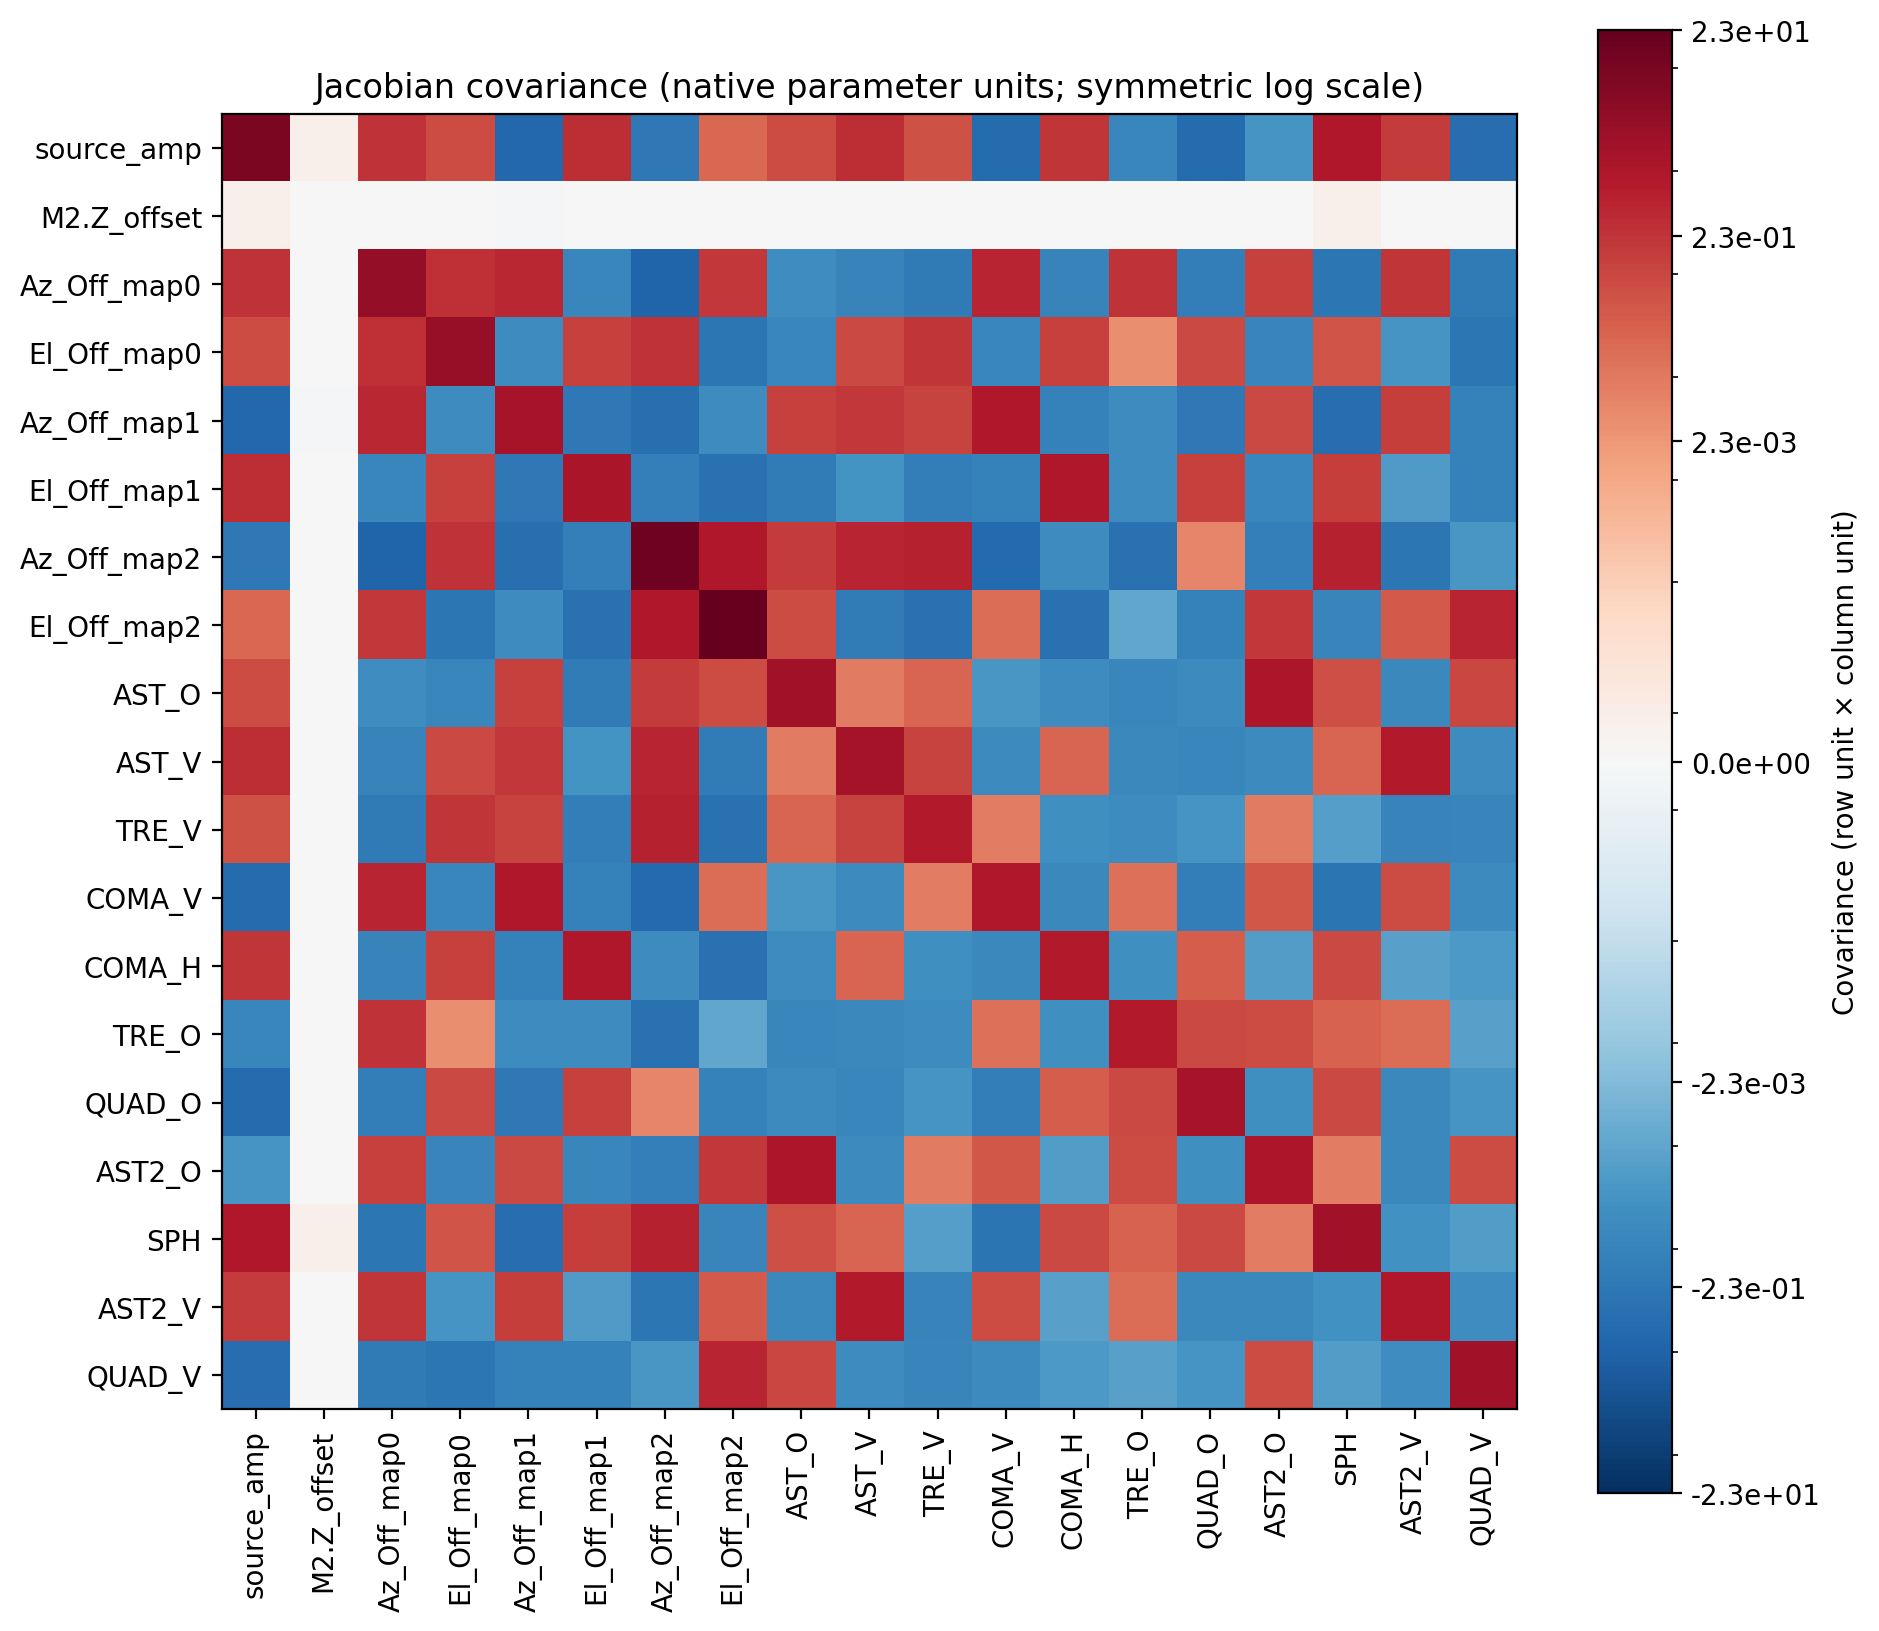 Jacobian covariance (native parameter units; symmetric log scale)
source_amp
M2.Z_offset
Az_Off_map0
El_Off_map0
Az_Off_map1
El_Off_map1
Az_Off_map2
El_Off_map2
AST_O
AST_V
TRE_V
COMA_V
COMA_H
TRE_O
QUAD_O
AST2_O
SPH
AST2_V
QUAD_V
source_amp
M2.Z_offset
Az_Off_map0
El_Off_map0
Az_Off_map1
El_Off_map1
Az_Off_map2
El_Off_map2
AST_O
AST_V
TRE_V
COMA_V
COMA_H
TRE_O
QUAD_O
AST2_O
SPH
AST2_V
QUAD_V
2.3e+01
2.3e-01
2.3e-03
0.0e+00
-2.3e-03
-2.3e-01
-2.3e+01
Covariance (row unit × column unit)